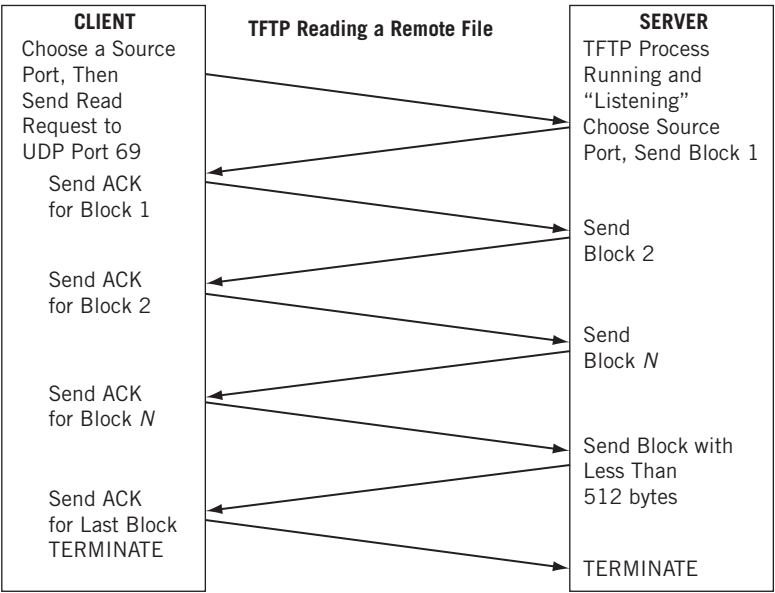 CLIENT
Choose a Source
Port, Then
Send Read
Request to
UDP Port 69
Send ACK
for Block 1
Send ACK
for Block 2
Send ACK
for Block N
Send ACK
for Last Block
TERMINATE
TFTP Reading a Remote File
SERVER
TFTP Process
Running and
“Listening”
Choose Source
Port, Send Block 1
Send
Block 2
Send
Block N
Send Block with
Less Than
512 bytes
TERMINATE